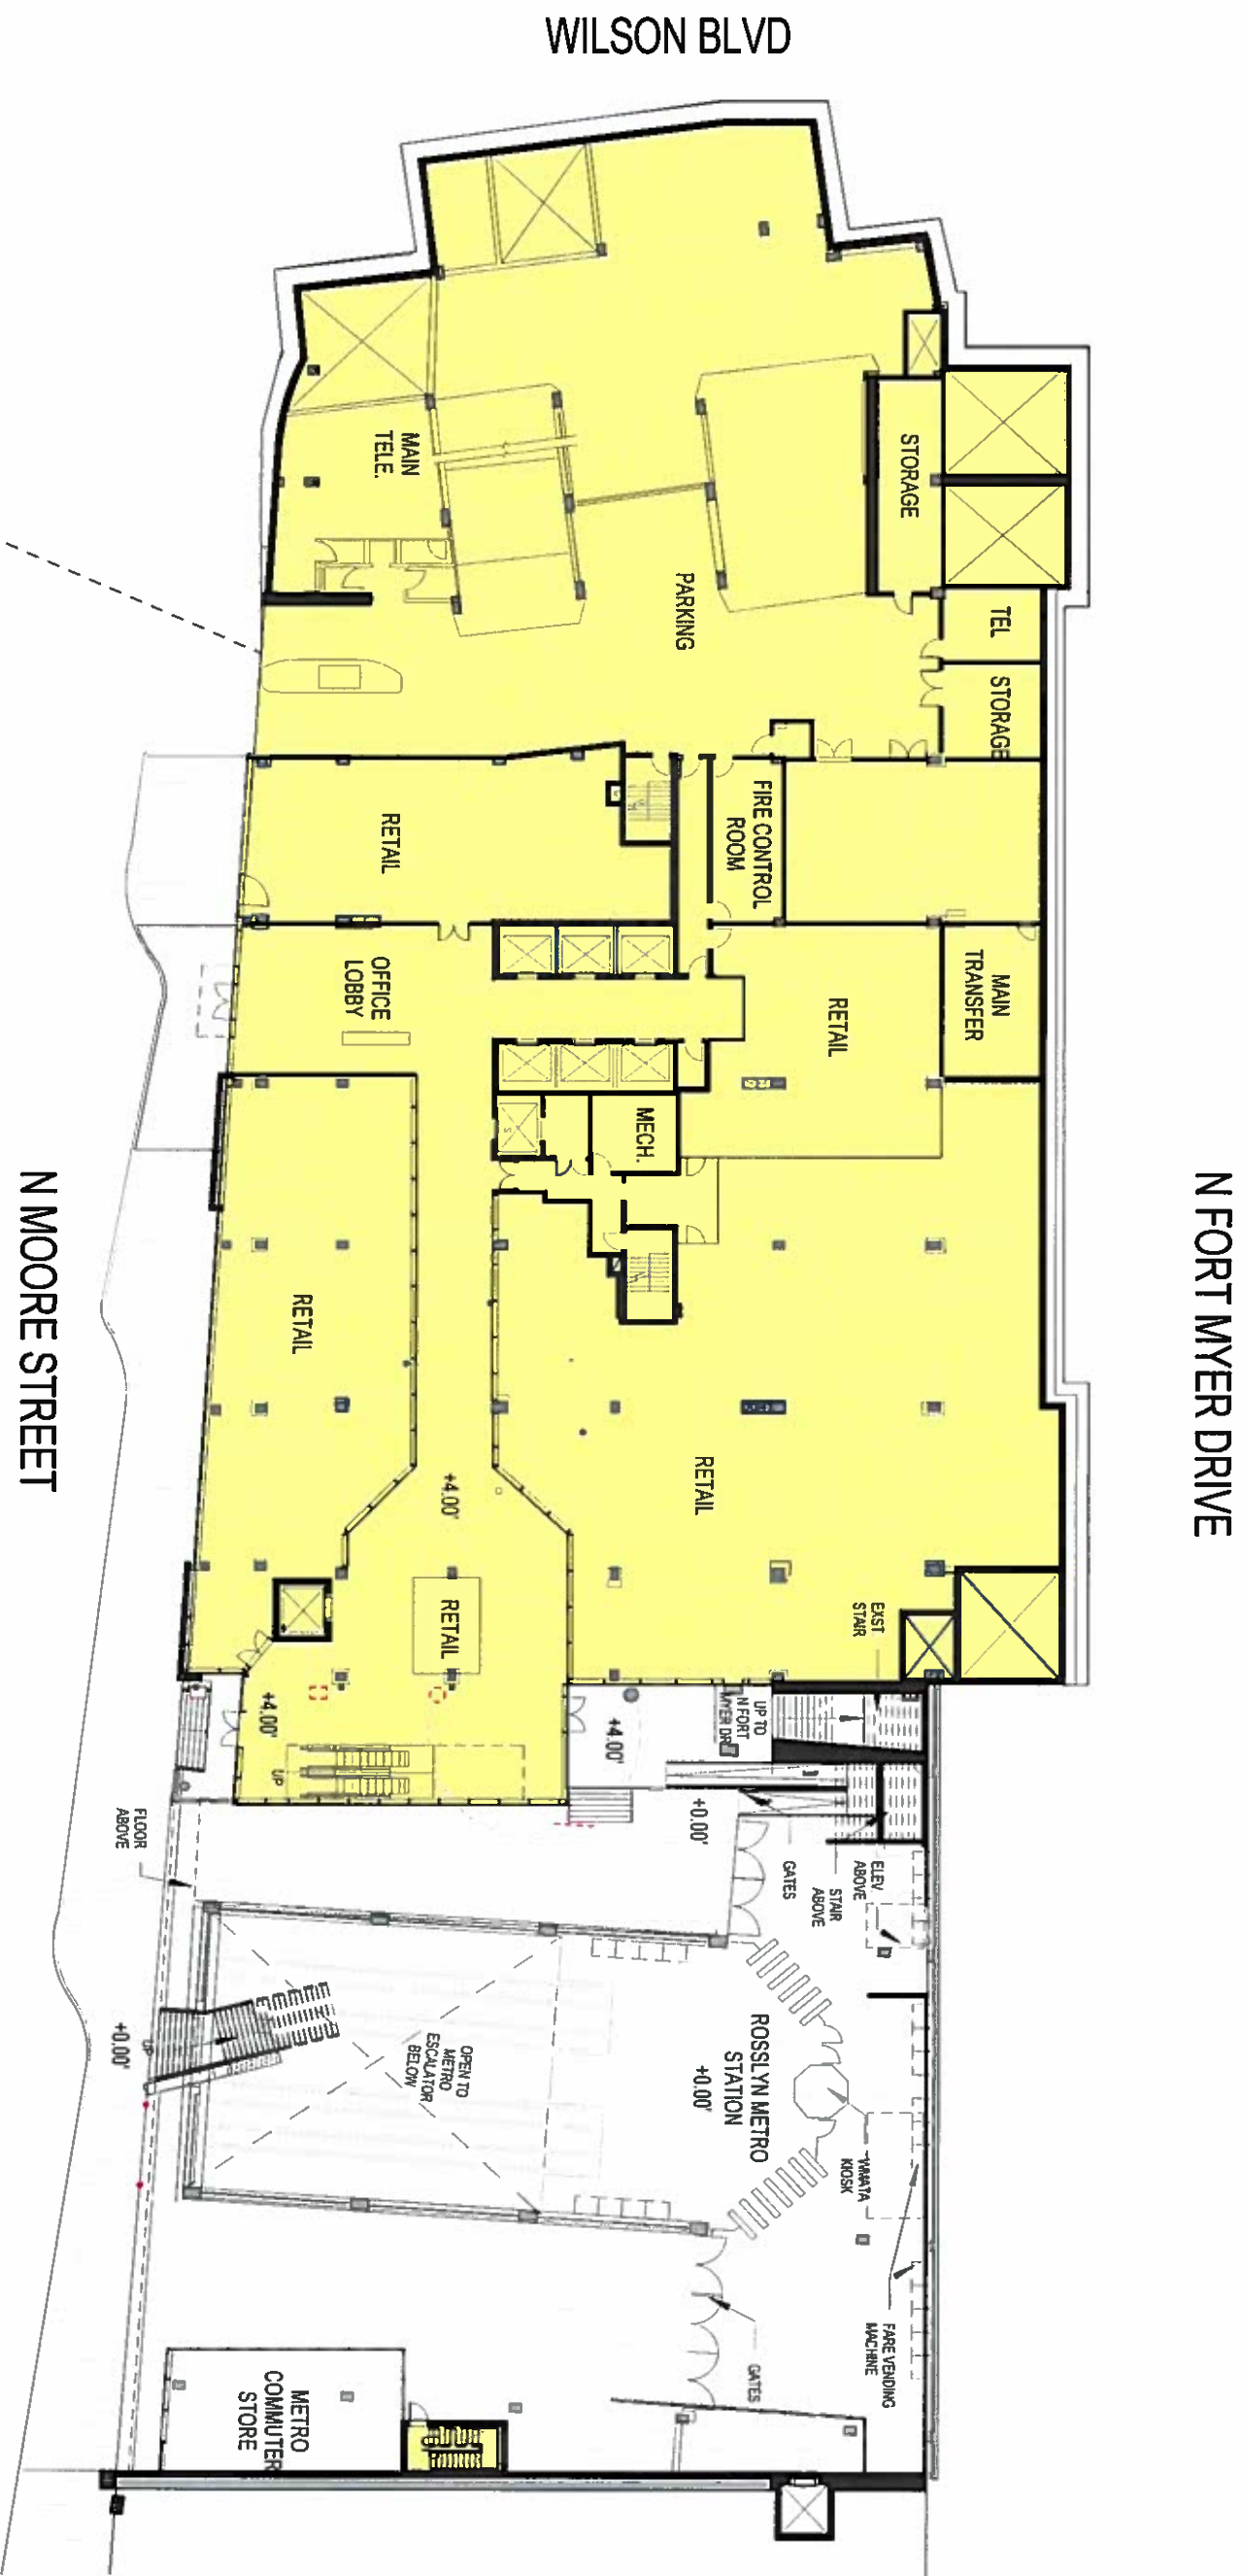 WILSON BLVD
N FORT MYER DRIVE
N MOORE STREET
MAIN
TELE.
STORAGE
PARKING
TEL
STORAGE
RETAIL
FIRE CONTROL
ROOM
OFFICE
LOBBY
RETAIL
MAIN
TRANSFER
MECH.
RETAIL
RETAIL
+4.00'
RETAIL
EXST.
STAIR
+4.00'
UP
+4.00'
UP TO
N FORT
MYER DR
+0.00'
FLOOR
ABOVE
GATES
ELEV.
ABOVE
STAIR
ABOVE
UP
+0.00'
OPEN TO
METRO
ESCALATOR
BELOW
ROSSLYN METRO
STATION
+0.00'
WMATA
KIOSK
FARE VENDING
MACHINE
GATES
METRO
COMMUTER
STORE